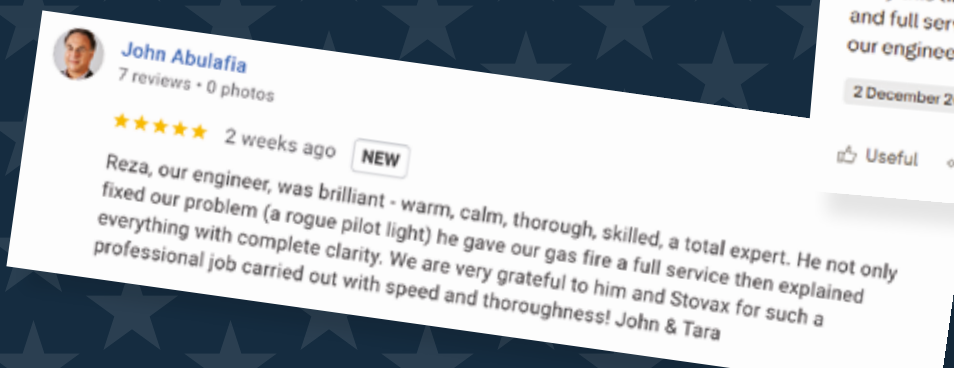 John Abulafia
7 reviews • 0 photos
2 weeks ago NEW
Reza, our engineer, was brilliant - warm, calm, thorough, skilled, a total expert. He not only
fixed our problem (a rogue pilot light) he gave our gas fire a full service then explained
everything with complete clarity. We are very grateful to him and Stovax for such a
professional job carried out with speed and thoroughness! John & Tara
and full
our
2 December
Useful